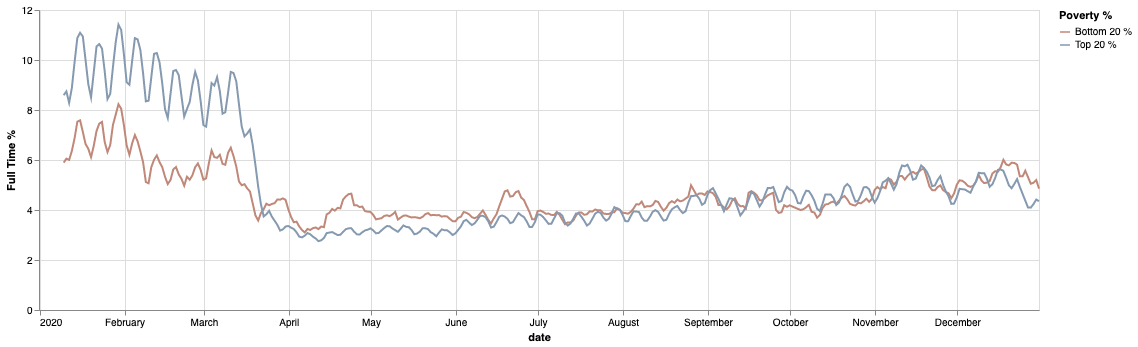 Poverty %
Bottom 20 %
Top 20 %
Full Time %
12
10
8
6
4
2
0
2020 February March April May June July August September October November December
date